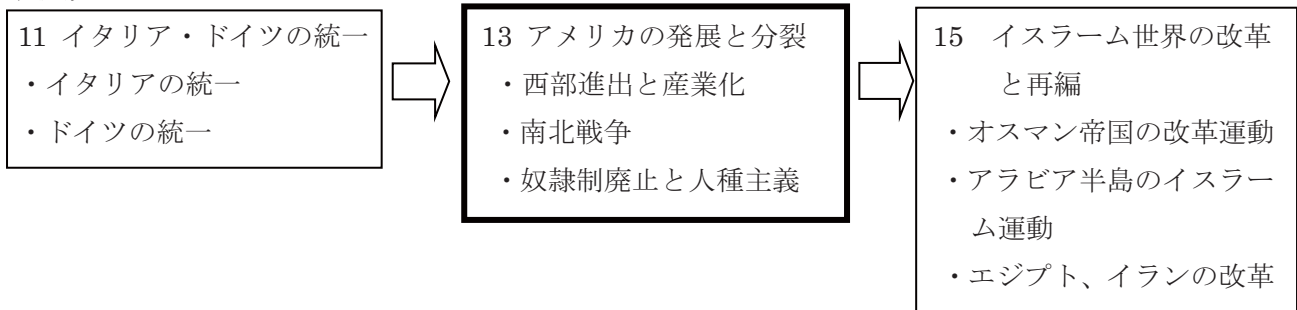 11 イタリア・ドイツの統一
・イタリアの統一
・ドイツの統一
13 アメリカの発展と分裂
・西部進出と産業化
・南北戦争
・奴隷制廃止と人種主義
15 イスラーム世界の改革
と再編
・オスマン帝国の改革運動
・アラビア半島のイスラー
ム運動
・エジプト、イランの改革